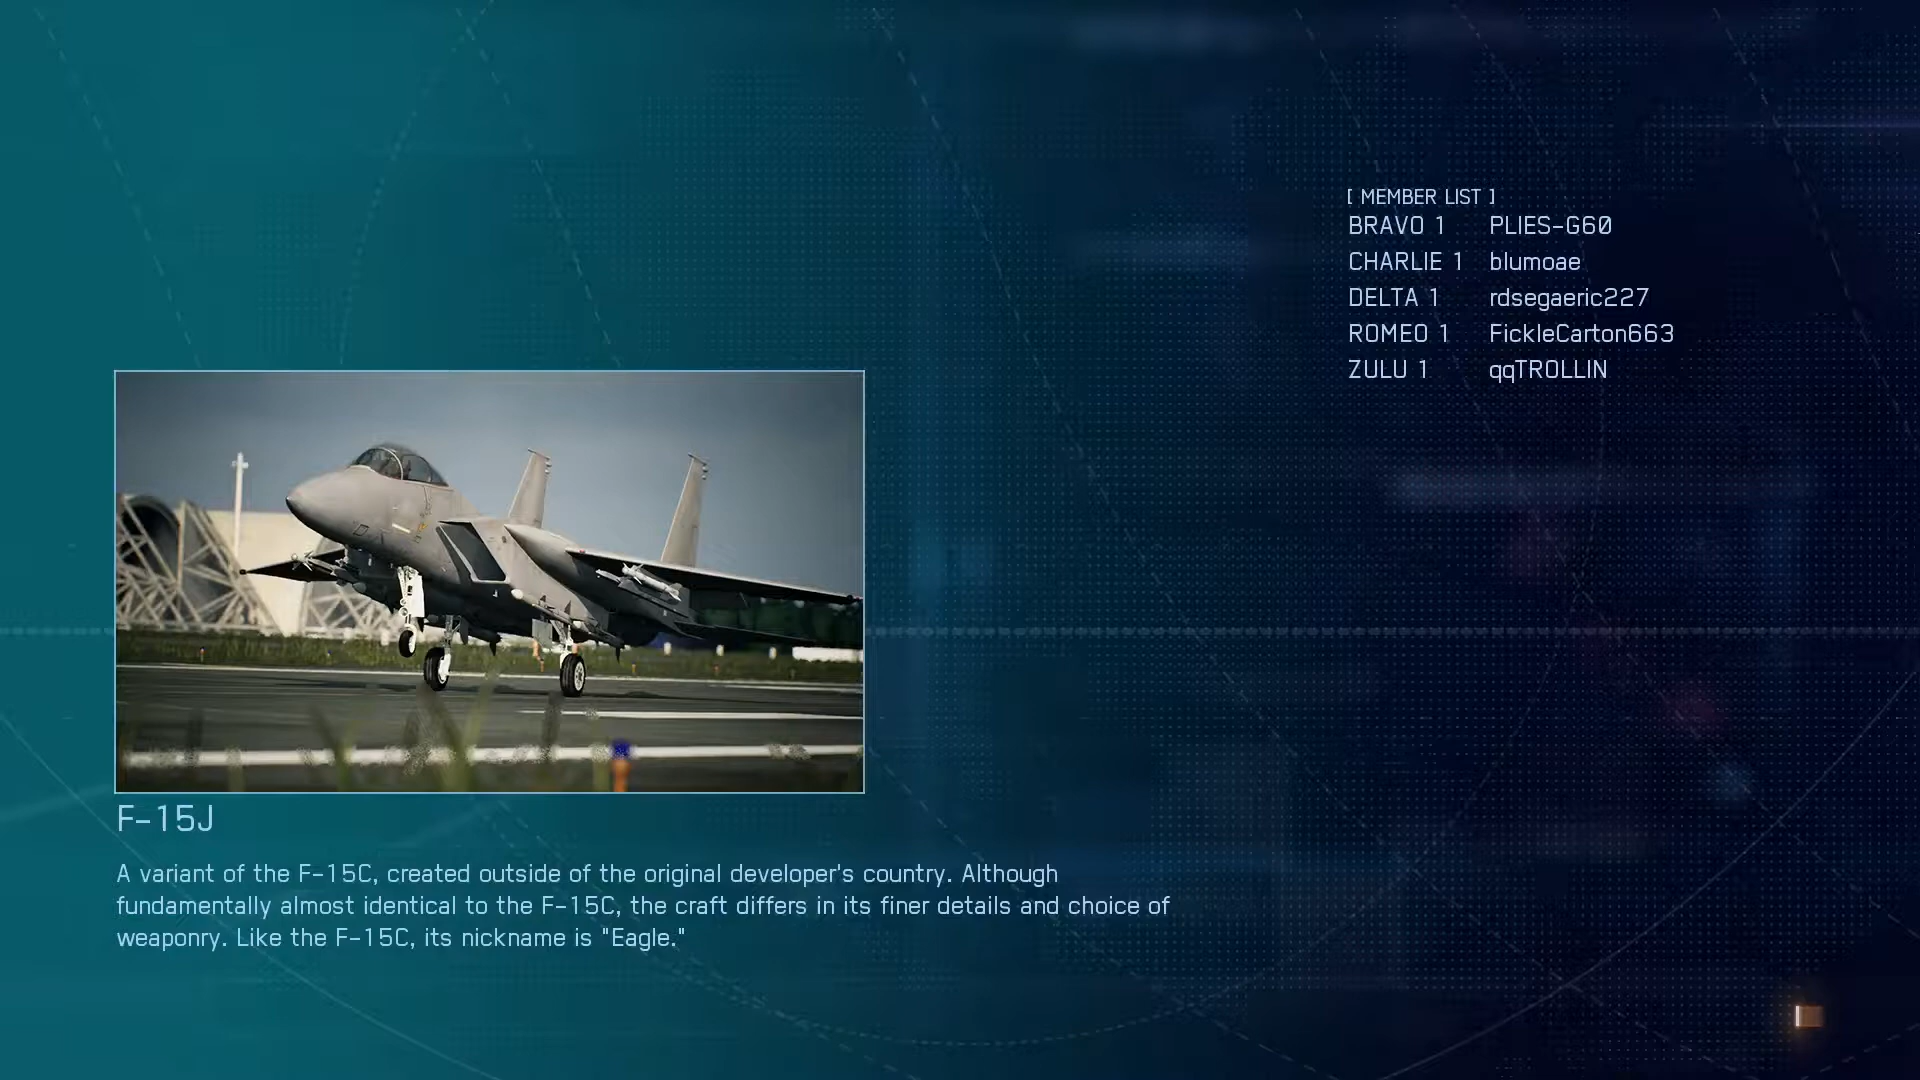 [ MEMBER LIST ]
BRAVO 1 PLIES-G60
CHARLIE 1 blumoae
DELTA 1 rdsegaeric227
ROMEO 1 FickleCarton663
ZULU 1 qqTROLLIN
F-15J
A variant of the F-15C, created outside of the original developer's country. Although
fundamentally almost identical to the F-15C, the craft differs in its finer details and choice of
weaponry. Like the F-15C, its nickname is "Eagle."